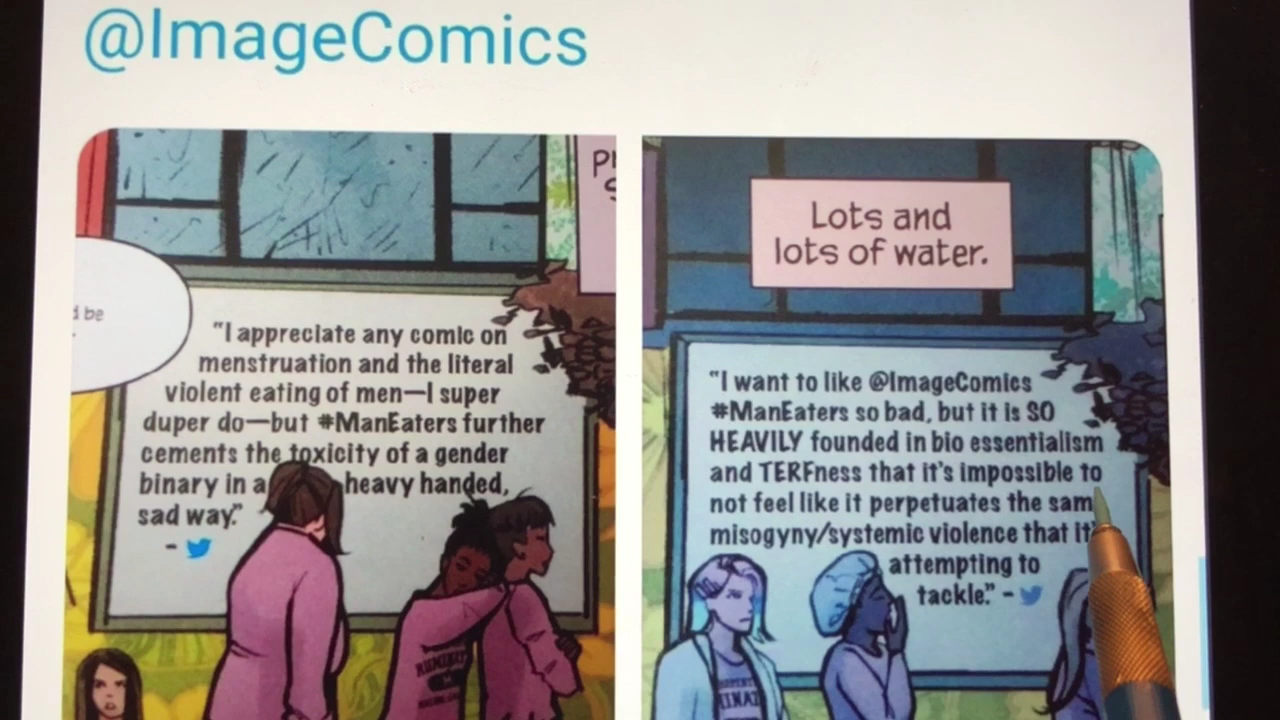 @ImageComics
d be
"I appreciate any comic on
menstruation and the literal
violent eating of men—I super
duper do—but #ManEaters further
cements the toxicity of a gender
binary in a heavy handed,
sad way."
-
Lots and
lots of water.
"I want to like @ImageComics
#ManEaters so bad, but it is SO
HEAVILY founded in bio essentialism
and TERFness that it's impossible to
not feel like it perpetuates the sam
misogyny/systemic violence that it'
attempting to
tackle." -